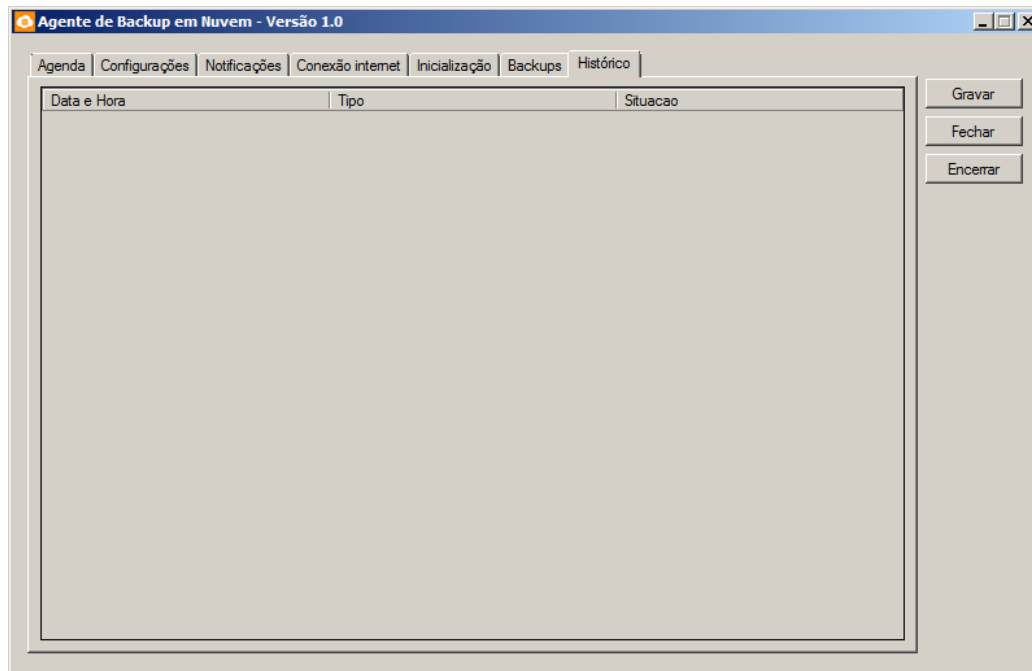 Agente de Backup em Nuvem - Versão 1.0
Agenda Configurações Notificações Conexão internet Inicialização Backups Histórico
Data e Hora Tipo Situacao
Gravar
Fechar
Encerrar